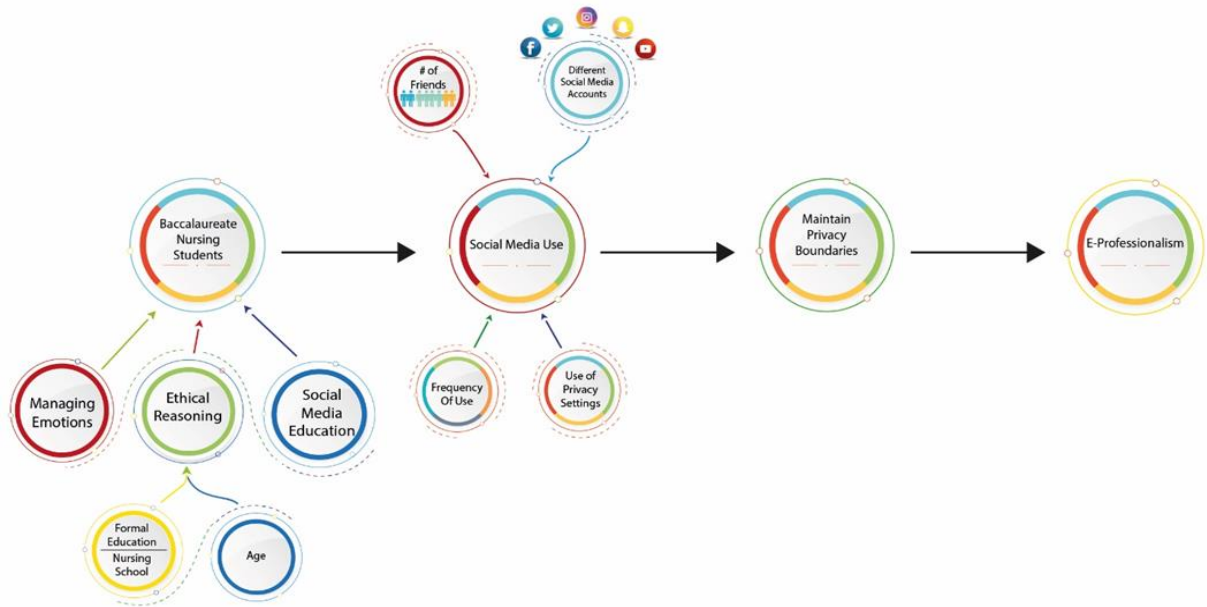 # of
Friends
Different
Social Media
Accounts
Baccalaureate
Nursing
Students
Social Media Use
Maintain
Privacy
Boundaries
E-Professionalism
Managing
Emotions
Ethical
Reasoning
Social
Media
Education
Frequency
Of Use
Use of
Privacy
Settings
Formal
Education
Nursing
School
Age